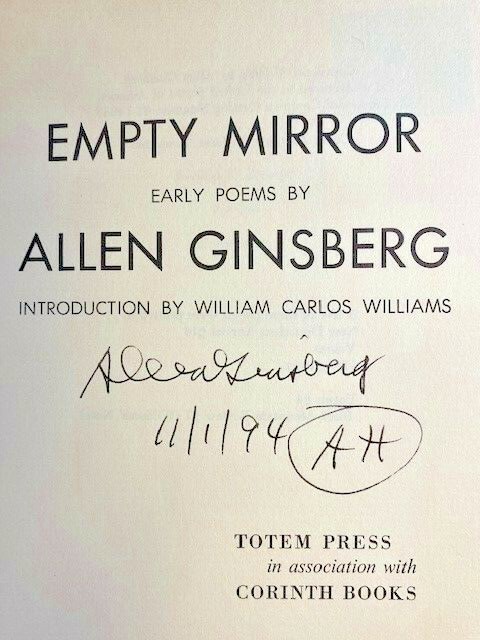 EMPTY MIRROR
EARLY POEMS BY
ALLEN GINSBERG
INTRODUCTION BY WILLIAM CARLOS WILLIAMS
Allen Ginsberg
11/1/94 AH
TOTEM PRESS
in association with
CORINTH BOOKS